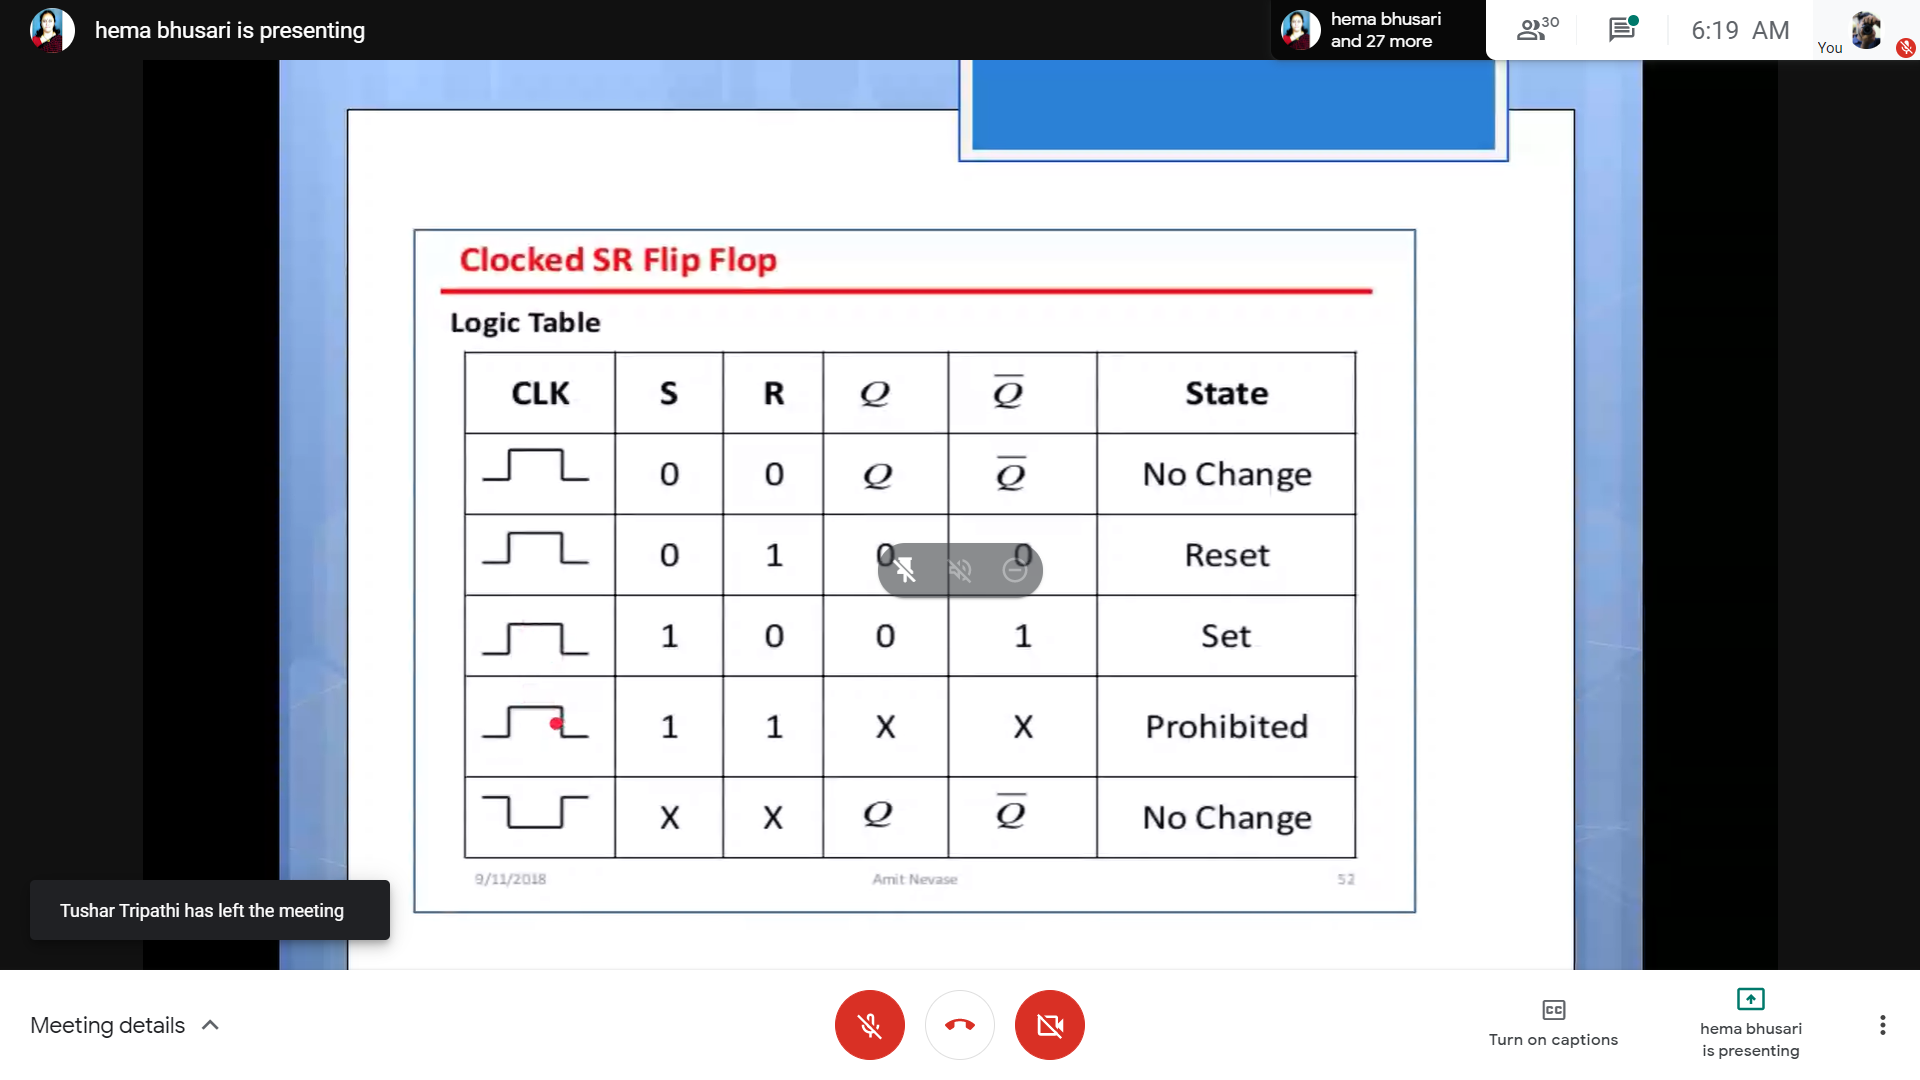 hema bhusari is presenting
hema bhusari
and 27 more
30
6:19 AM
You
Clocked SR Flip Flop
Logic Table
CLK S R Q Q̅ State
0 0 Q Q̅ No Change
0 1 0 0 Reset
1 0 0 1 Set
1 1 X X Prohibited
X X Q Q̅ No Change
9/11/2018 Amit Nevase 52
Tushar Tripathi has left the meeting
Meeting details
CC
Turn on captions
hema bhusari
is presenting